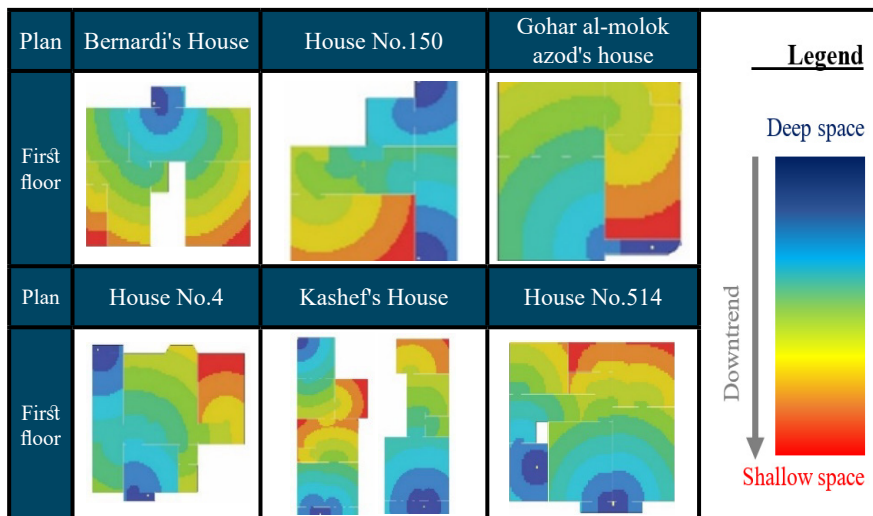 Plan
Bernardi's House
House No.150
Gohar al-molok
azod's house
First
floor
Plan
House No.4
Kashef's House
House No.514
First
floor
Legend
Deep space
Downtrend
Shallow space